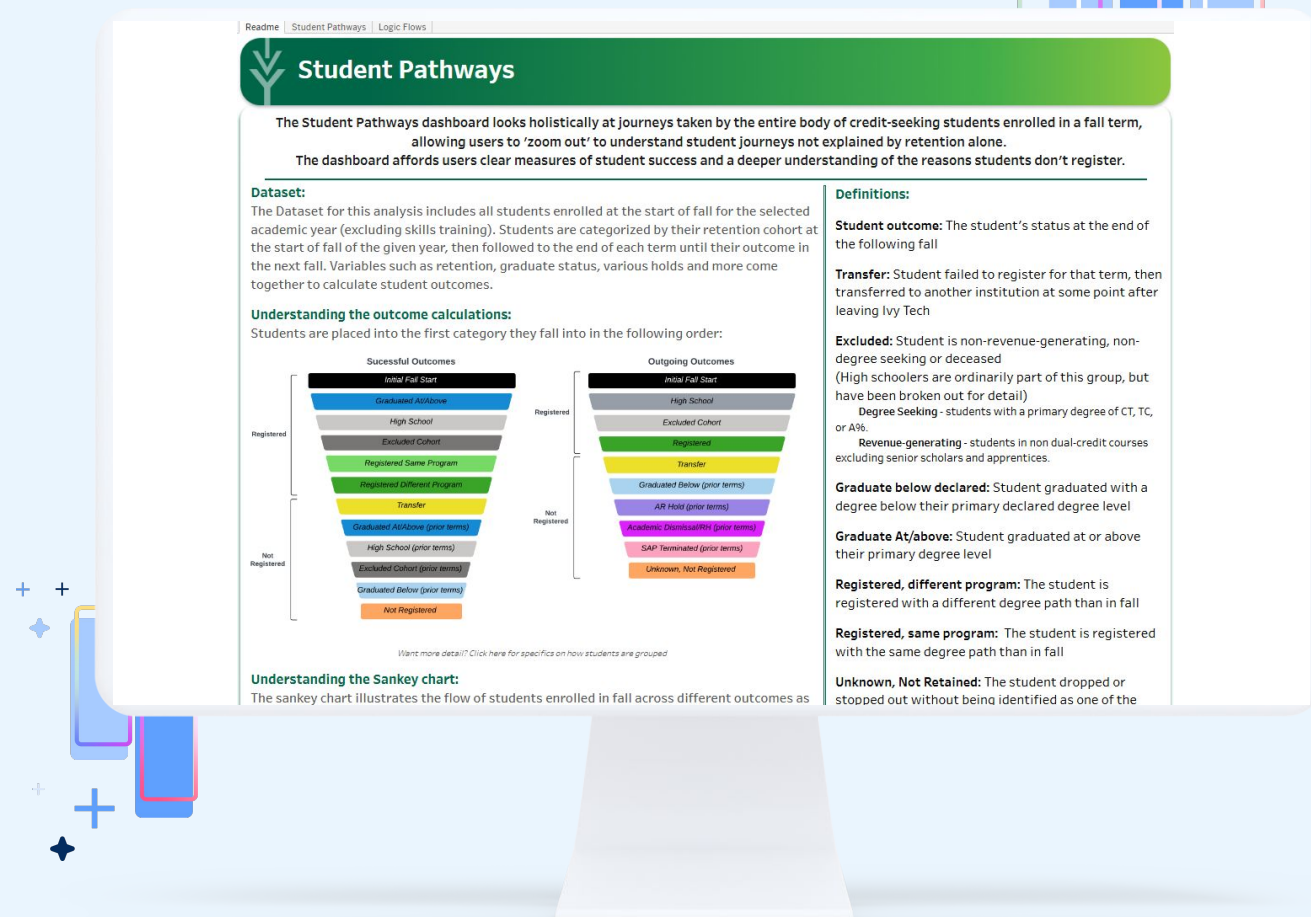 Readme
Student Pathways
Logic Flows
Student Pathways
The Student Pathways dashboard looks holistically at journeys taken by the entire body of credit-seeking students enrolled in a fall term,
allowing users to ‘zoom out’ to understand student journeys not explained by retention alone.
The dashboard affords users clear measures of student success and a deeper understanding of the reasons students don’t register.
Dataset:
The Dataset for this analysis includes all students enrolled at the start of fall for the selected
academic year (excluding skills training). Students are categorized by their retention cohort at
the start of fall of the given year, then followed to the end of each term until their outcome in
the next fall. Variables such as retention, graduate status, various holds and more come
together to calculate student outcomes.
Understanding the outcome calculations:
Students are placed into the first category they fall into in the following order:
Sucessful Outcomes
Initial Fall Start
Graduated At/Above
High School
Excluded Cohort
Registered Same Program
Registered Different Program
Transfer
Graduated At/Above (prior terms)
High School (prior terms)
Excluded Cohort (prior terms)
Graduated Below (prior terms)
Not Registered
Registered
Not
Registered
Outgoing Outcomes
Initial Fall Start
High School
Excluded Cohort
Registered
Transfer
Graduated Below (prior terms)
AR Hold (prior terms)
Academic Dismissal/RH (prior terms)
SAP Terminated (prior terms)
Unknown, Not Registered
Registered
Not
Registered
Want more detail? Click here for specifics on how students are grouped
Understanding the Sankey chart:
The sankey chart illustrates the flow of students enrolled in fall across different outcomes as
Definitions:
Student outcome: The student’s status at the end of
the following fall
Transfer: Student failed to register for that term, then
transferred to another institution at some point after
leaving Ivy Tech
Excluded: Student is non-revenue-generating, non-
degree seeking or deceased
(High schoolers are ordinarily part of this group, but
have been broken out for detail)
Degree Seeking - students with a primary degree of CT, TC,
or A%.
Revenue-generating - students in non dual-credit courses
excluding senior scholars and apprentices.
Graduate below declared: Student graduated with a
degree below their primary declared degree level
Graduate At/above: Student graduated at or above
their primary degree level
Registered, different program: The student is
registered with a different degree path than in fall
Registered, same program: The student is registered
with the same degree path than in fall
Unknown, Not Retained: The student dropped or
stopped out without being identified as one of the